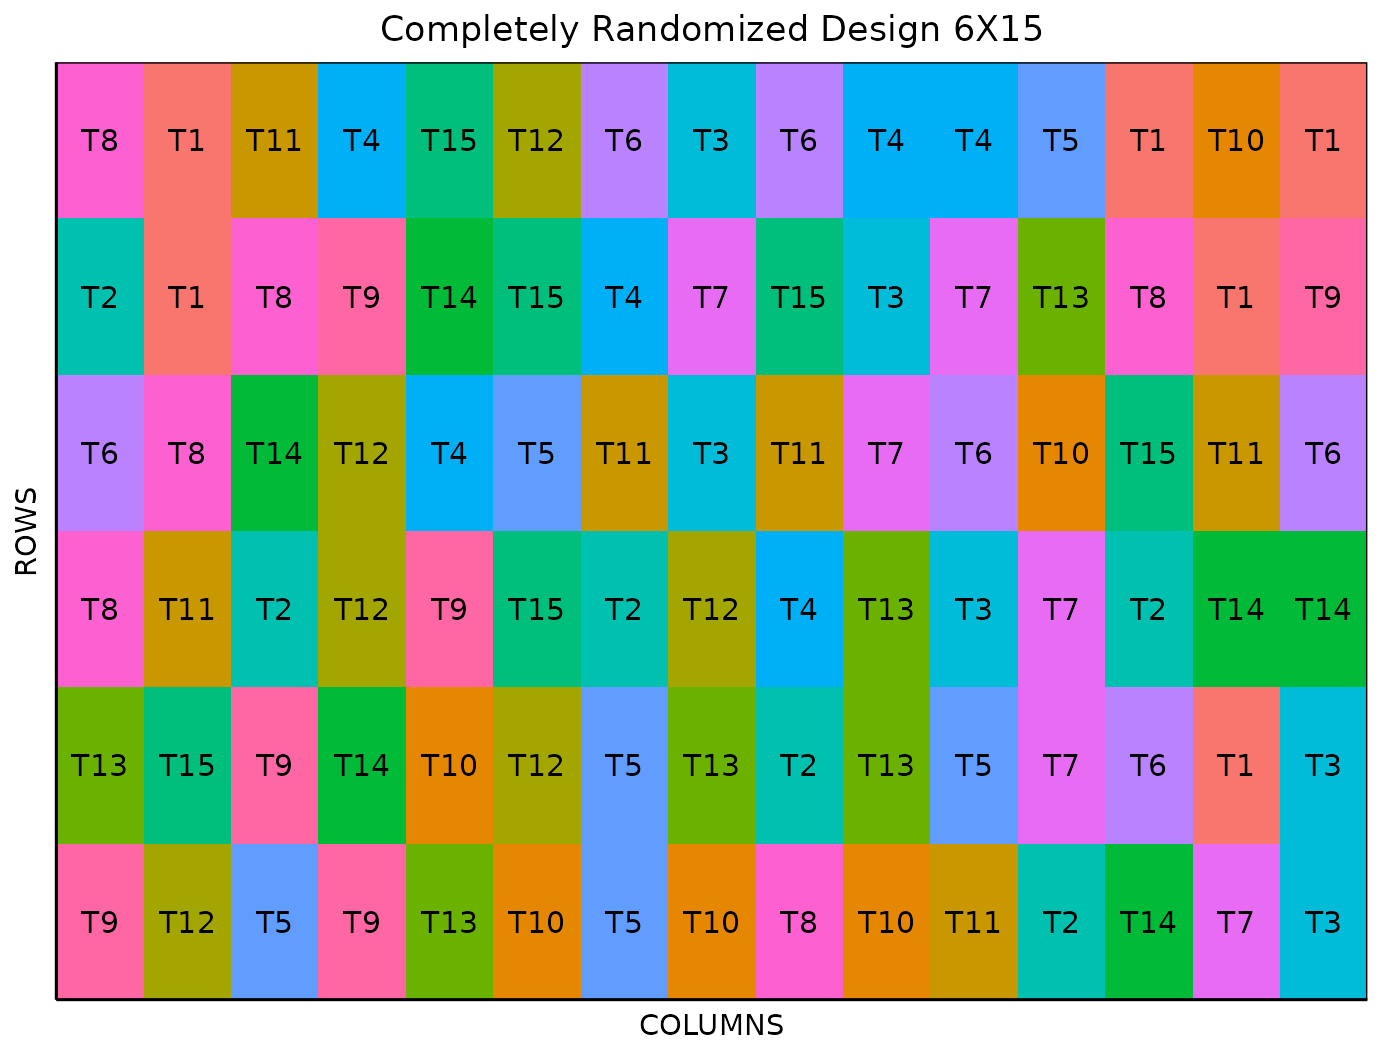 Completely Randomized Design 6X15
T8 T1 T11 T4 T15 T12 T6 T3 T6 T4 T4 T5 T1 T10 T1
T2 T1 T8 T9 T14 T15 T4 T7 T15 T3 T7 T13 T8 T1 T9
T6 T8 T14 T12 T4 T5 T11 T3 T11 T7 T6 T10 T15 T11 T6
ROWS
T8 T11 T2 T12 T9 T15 T2 T12 T4 T13 T3 T7 T2 T14 T14
T13 T15 T9 T14 T10 T12 T5 T13 T2 T13 T5 T7 T6 T1 T3
T9 T12 T5 T9 T13 T10 T5 T10 T8 T10 T11 T2 T14 T7 T3
COLUMNS